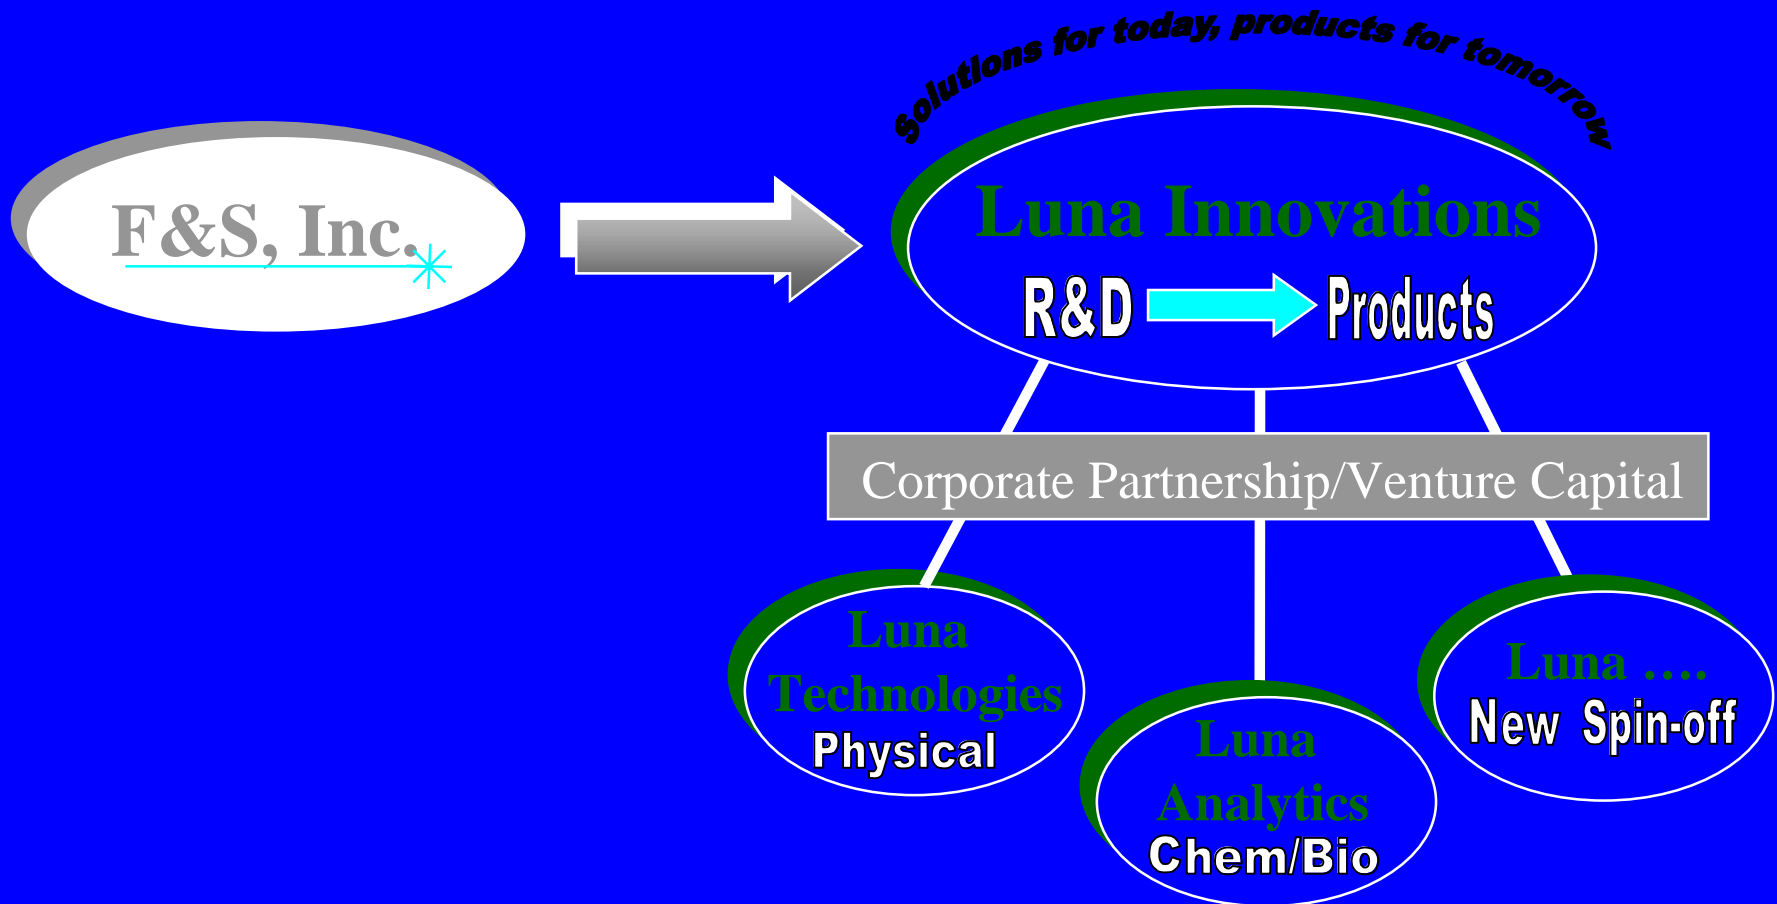 Solutions for today, products for tomorrow
F&S, Inc.
Luna Innovations
R&D Products
Corporate Partnership/Venture Capital
Luna
Technologies
Physical
Luna
Analytics
Chem/Bio
Luna ....
New Spin-off